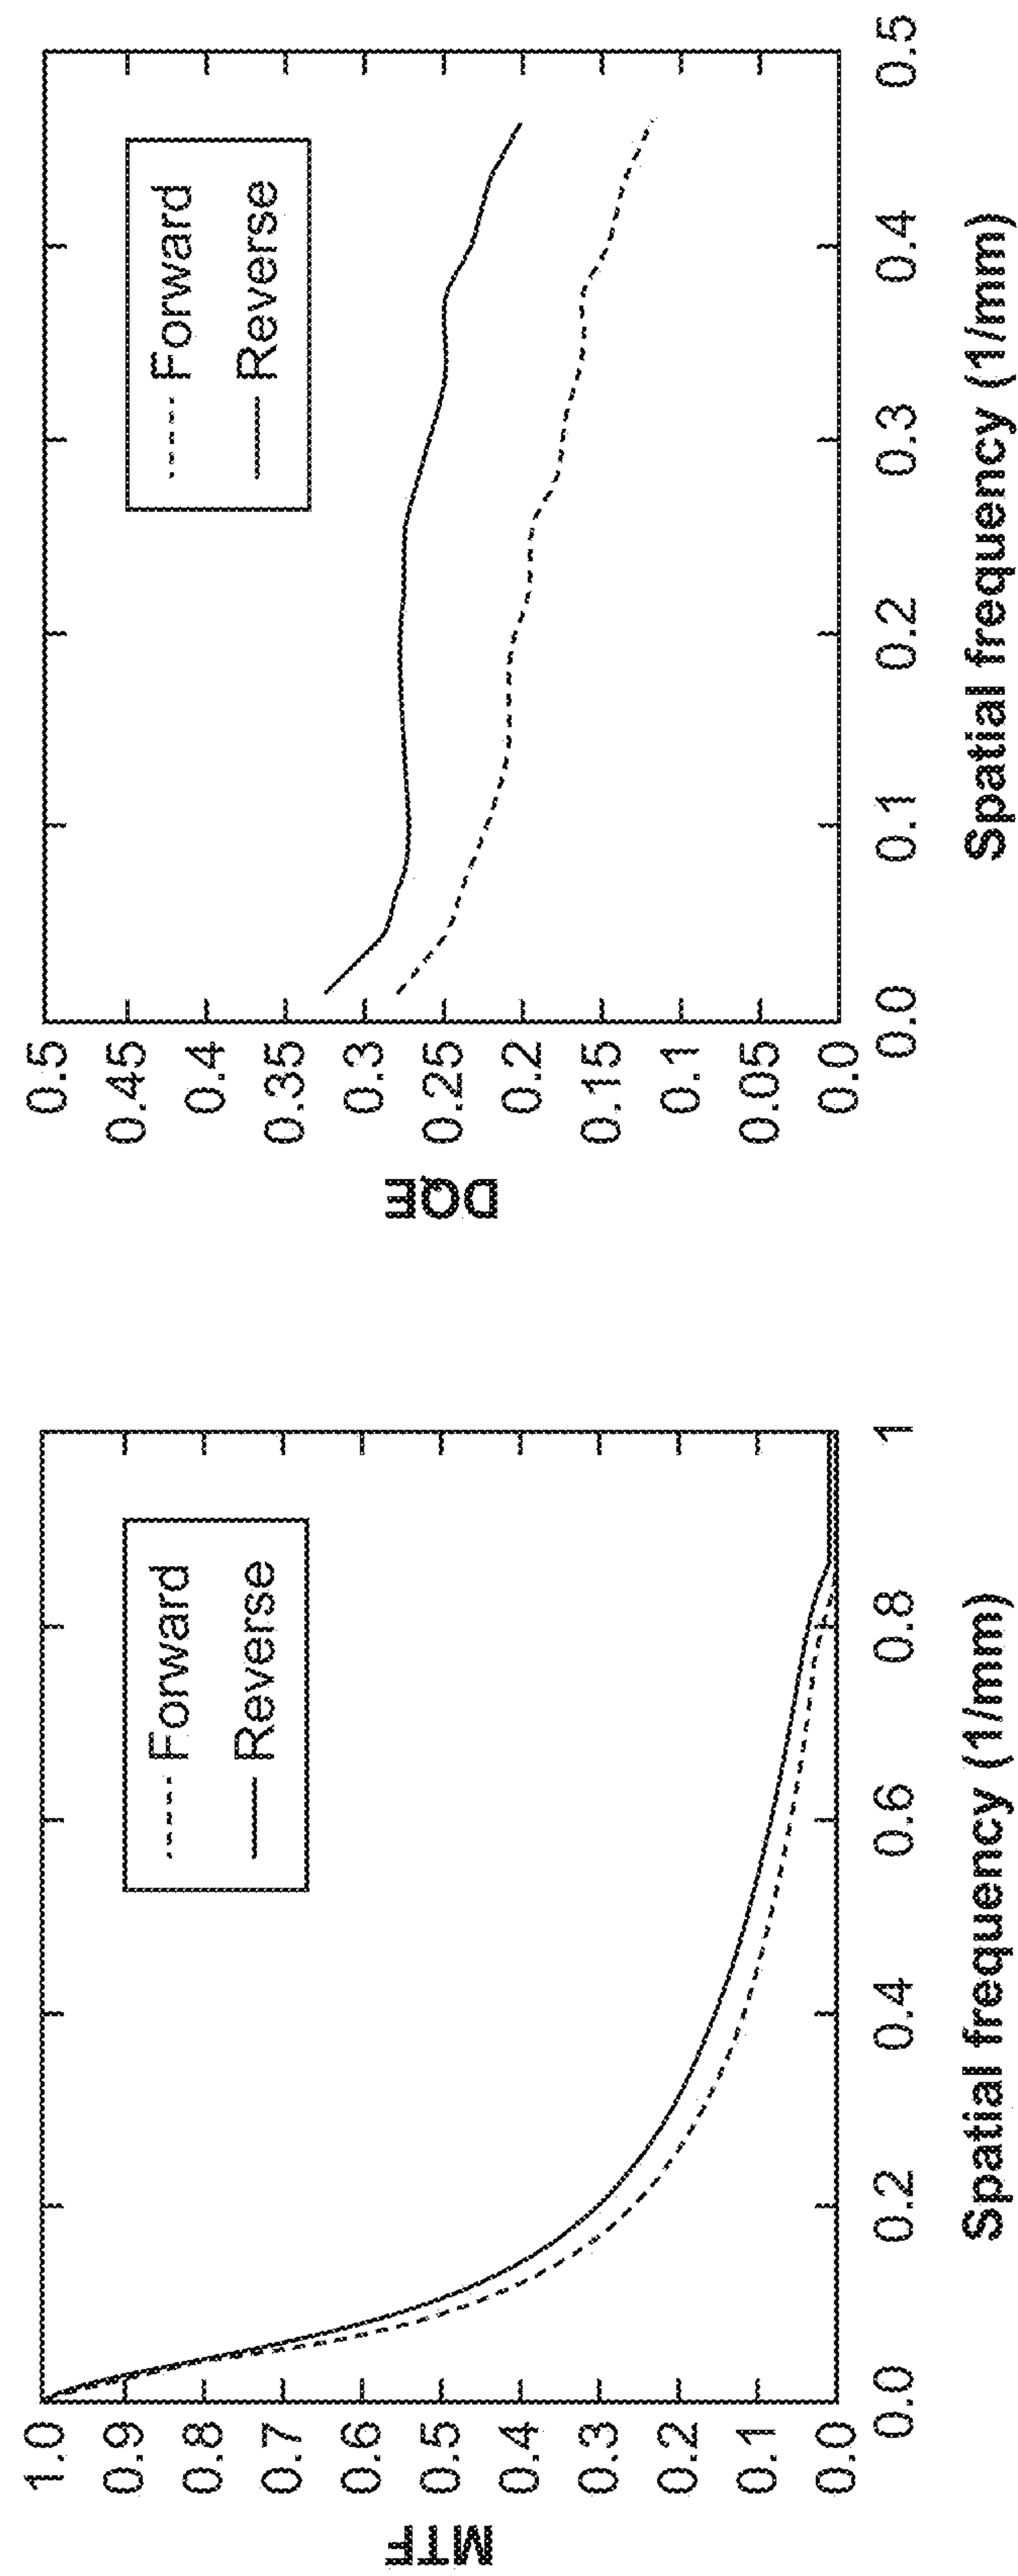 MTF
1.0
0.9
0.8
0.7
0.6
0.5
0.4
0.3
0.2
0.1
0.0
Forward
Reverse
0.0 0.2 0.4 0.6 0.8 1
Spatial frequency (1/mm)
DQE
0.5
0.45
0.4
0.35
0.3
0.25
0.2
0.15
0.1
0.05
0.0
Forward
Reverse
0.0 0.1 0.2 0.3 0.4 0.5
Spatial frequency (1/mm)